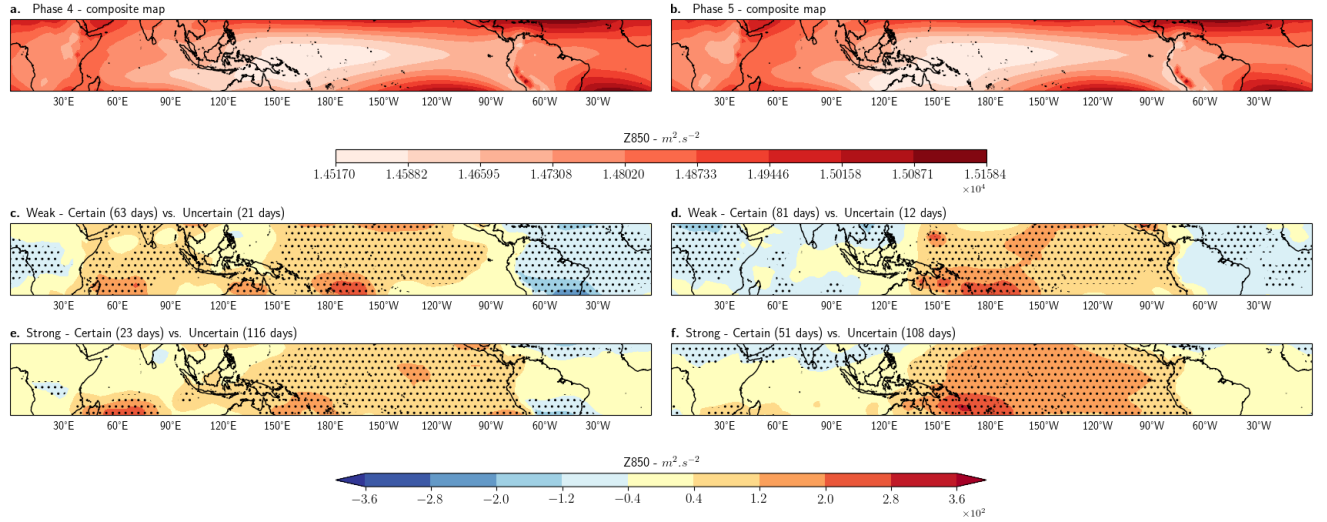 a. Phase 4 - composite map
b. Phase 5 - composite map
30°E 60°E 90°E 120°E 150°E 180°E 150°W 120°W 90°W 60°W 30°W
30°E 60°E 90°E 120°E 150°E 180°E 150°W 120°W 90°W 60°W 30°W
Z850 - m².s⁻²
1.45170 1.45882 1.46595 1.47308 1.48020 1.48733 1.49446 1.50158 1.50871 1.51584
×10⁴
c. Weak - Certain (63 days) vs. Uncertain (21 days)
d. Weak - Certain (81 days) vs. Uncertain (12 days)
30°E 60°E 90°E 120°E 150°E 180°E 150°W 120°W 90°W 60°W 30°W
30°E 60°E 90°E 120°E 150°E 180°E 150°W 120°W 90°W 60°W 30°W
e. Strong - Certain (23 days) vs. Uncertain (116 days)
f. Strong - Certain (51 days) vs. Uncertain (108 days)
30°E 60°E 90°E 120°E 150°E 180°E 150°W 120°W 90°W 60°W 30°W
30°E 60°E 90°E 120°E 150°E 180°E 150°W 120°W 90°W 60°W 30°W
Z850 - m².s⁻²
−3.6 −2.8 −2.0 −1.2 −0.4 0.4 1.2 2.0 2.8 3.6
×10²